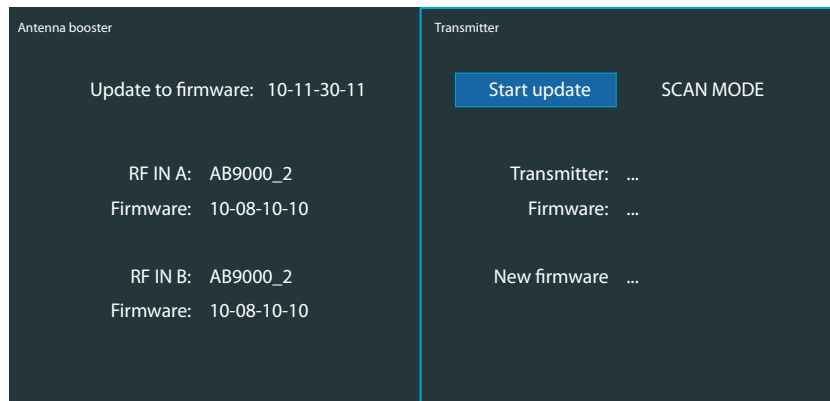 Antenna booster
Update to firmware: 10-11-30-11
RF IN A: AB9000_2
Firmware: 10-08-10-10
RF IN B: AB9000_2
Firmware: 10-08-10-10
Transmitter
Start update SCAN MODE
Transmitter: ...
Firmware: ...
New firmware ...